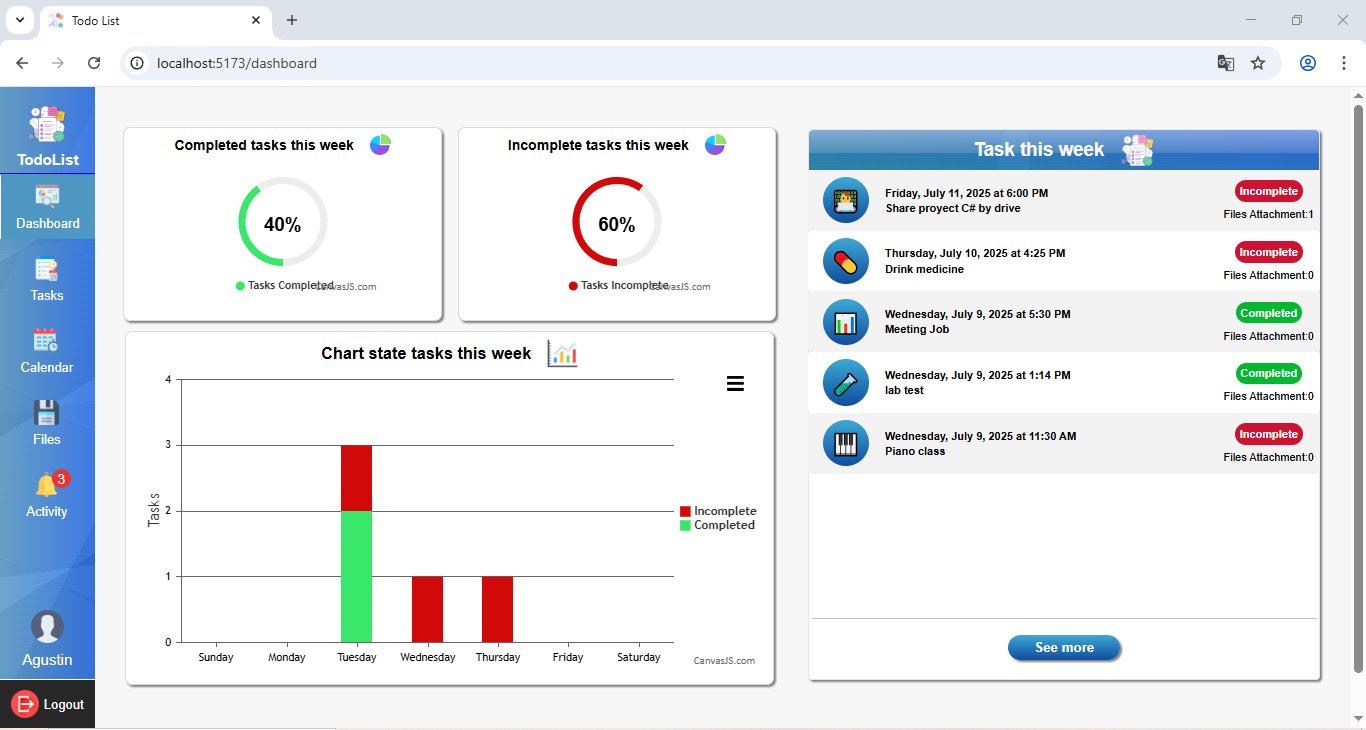 Todo List
localhost:5173/dashboard
TodoList
Dashboard
Tasks
Calendar
Files
3
Activity
Agustin
Logout
Completed tasks this week
40%
Tasks Completed
CanvasJS.com
Incomplete tasks this week
60%
Tasks Incomplete
CanvasJS.com
Chart state tasks this week
4
3
2
1
0
Tasks
Sunday Monday Tuesday Wednesday Thursday Friday Saturday
Incomplete
Completed
CanvasJS.com
Task this week
Friday, July 11, 2025 at 6:00 PM
Share proyect C# by drive
Incomplete
Files Attachment:1
Thursday, July 10, 2025 at 4:25 PM
Drink medicine
Incomplete
Files Attachment:0
Wednesday, July 9, 2025 at 5:30 PM
Meeting Job
Completed
Files Attachment:0
Wednesday, July 9, 2025 at 1:14 PM
lab test
Completed
Files Attachment:0
Wednesday, July 9, 2025 at 11:30 AM
Piano class
Incomplete
Files Attachment:0
See more